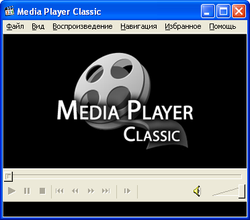 Media Player Classic
Файл Вид Воспроизведение Навигация Избранное Помощь
MEDIA PLAYER
CLASSIC